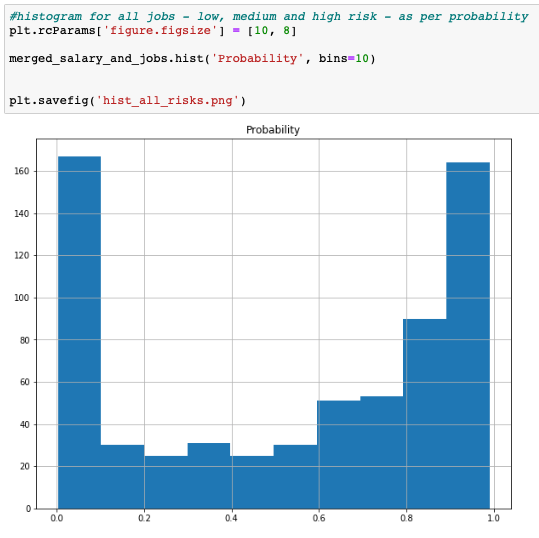 #histogram for all jobs - low, medium and high risk - as per probability
plt.rcParams['figure.figsize'] = [10, 8]
merged_salary_and_jobs.hist('Probability', bins=10)
plt.savefig('hist_all_risks.png')
Probability
160
140
120
100
80
60
40
20
0
0.0 0.2 0.4 0.6 0.8 1.0